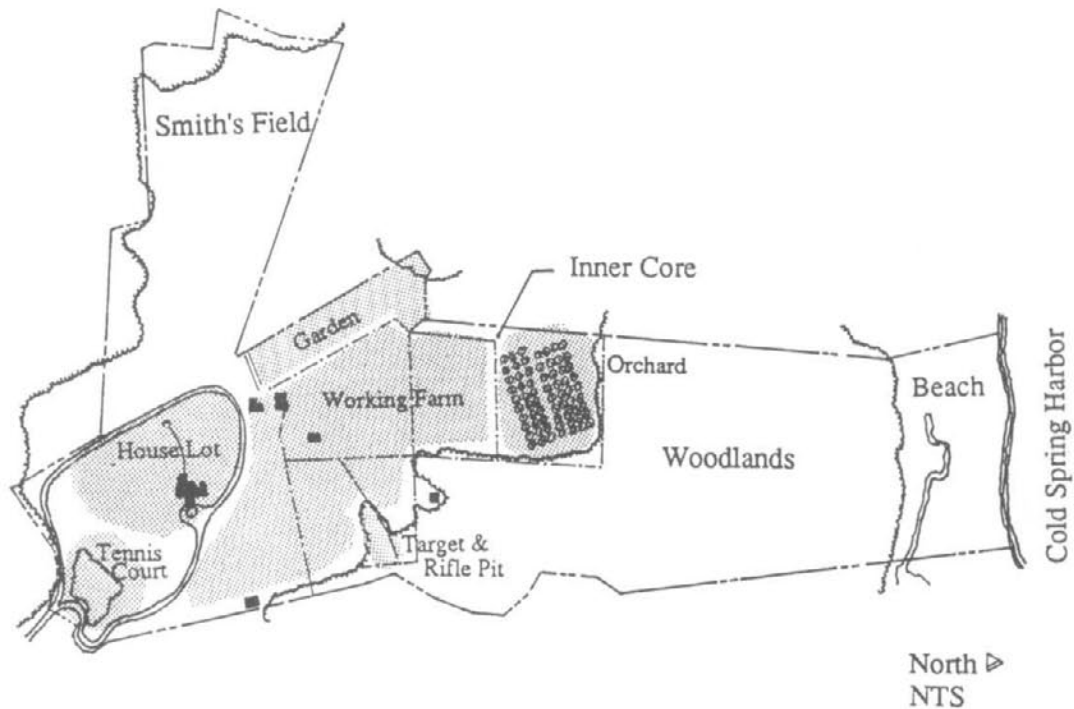 Smith's Field
Inner Core
Garden
Orchard
Working Farm
Beach
House Lot
Woodlands
Cold Spring Harbor
Tennis
Court
Target &
Rifle Pit
North
NTS